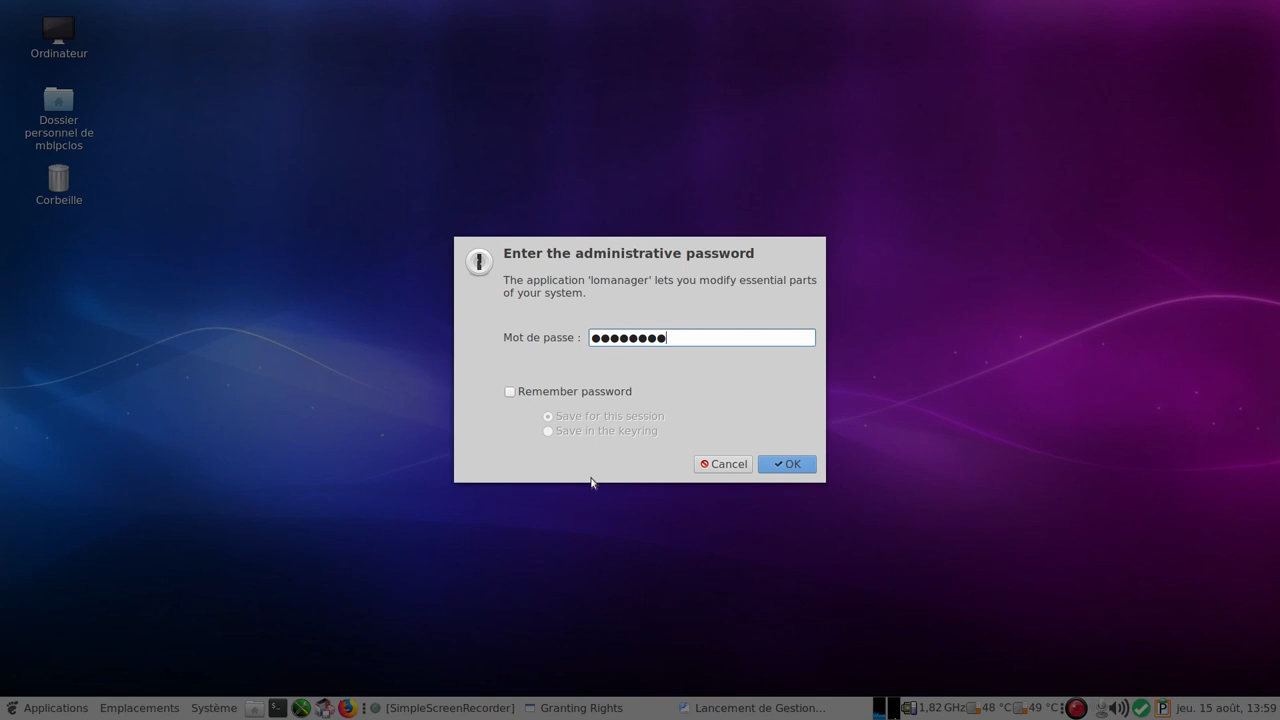 Ordinateur
Dossier
personnel de
mblpclos
Corbeille
Enter the administrative password
The application 'lomanager' lets you modify essential parts
of your system.
Mot de passe :
Remember password
Save for this session
Save in the keyring
Cancel
OK
Applications Emplacements Système [SimpleScreenRecorder] Granting Rights Lancement de Gestion... 1,82 GHz 48 °C 49 °C jeu. 15 août, 13:59